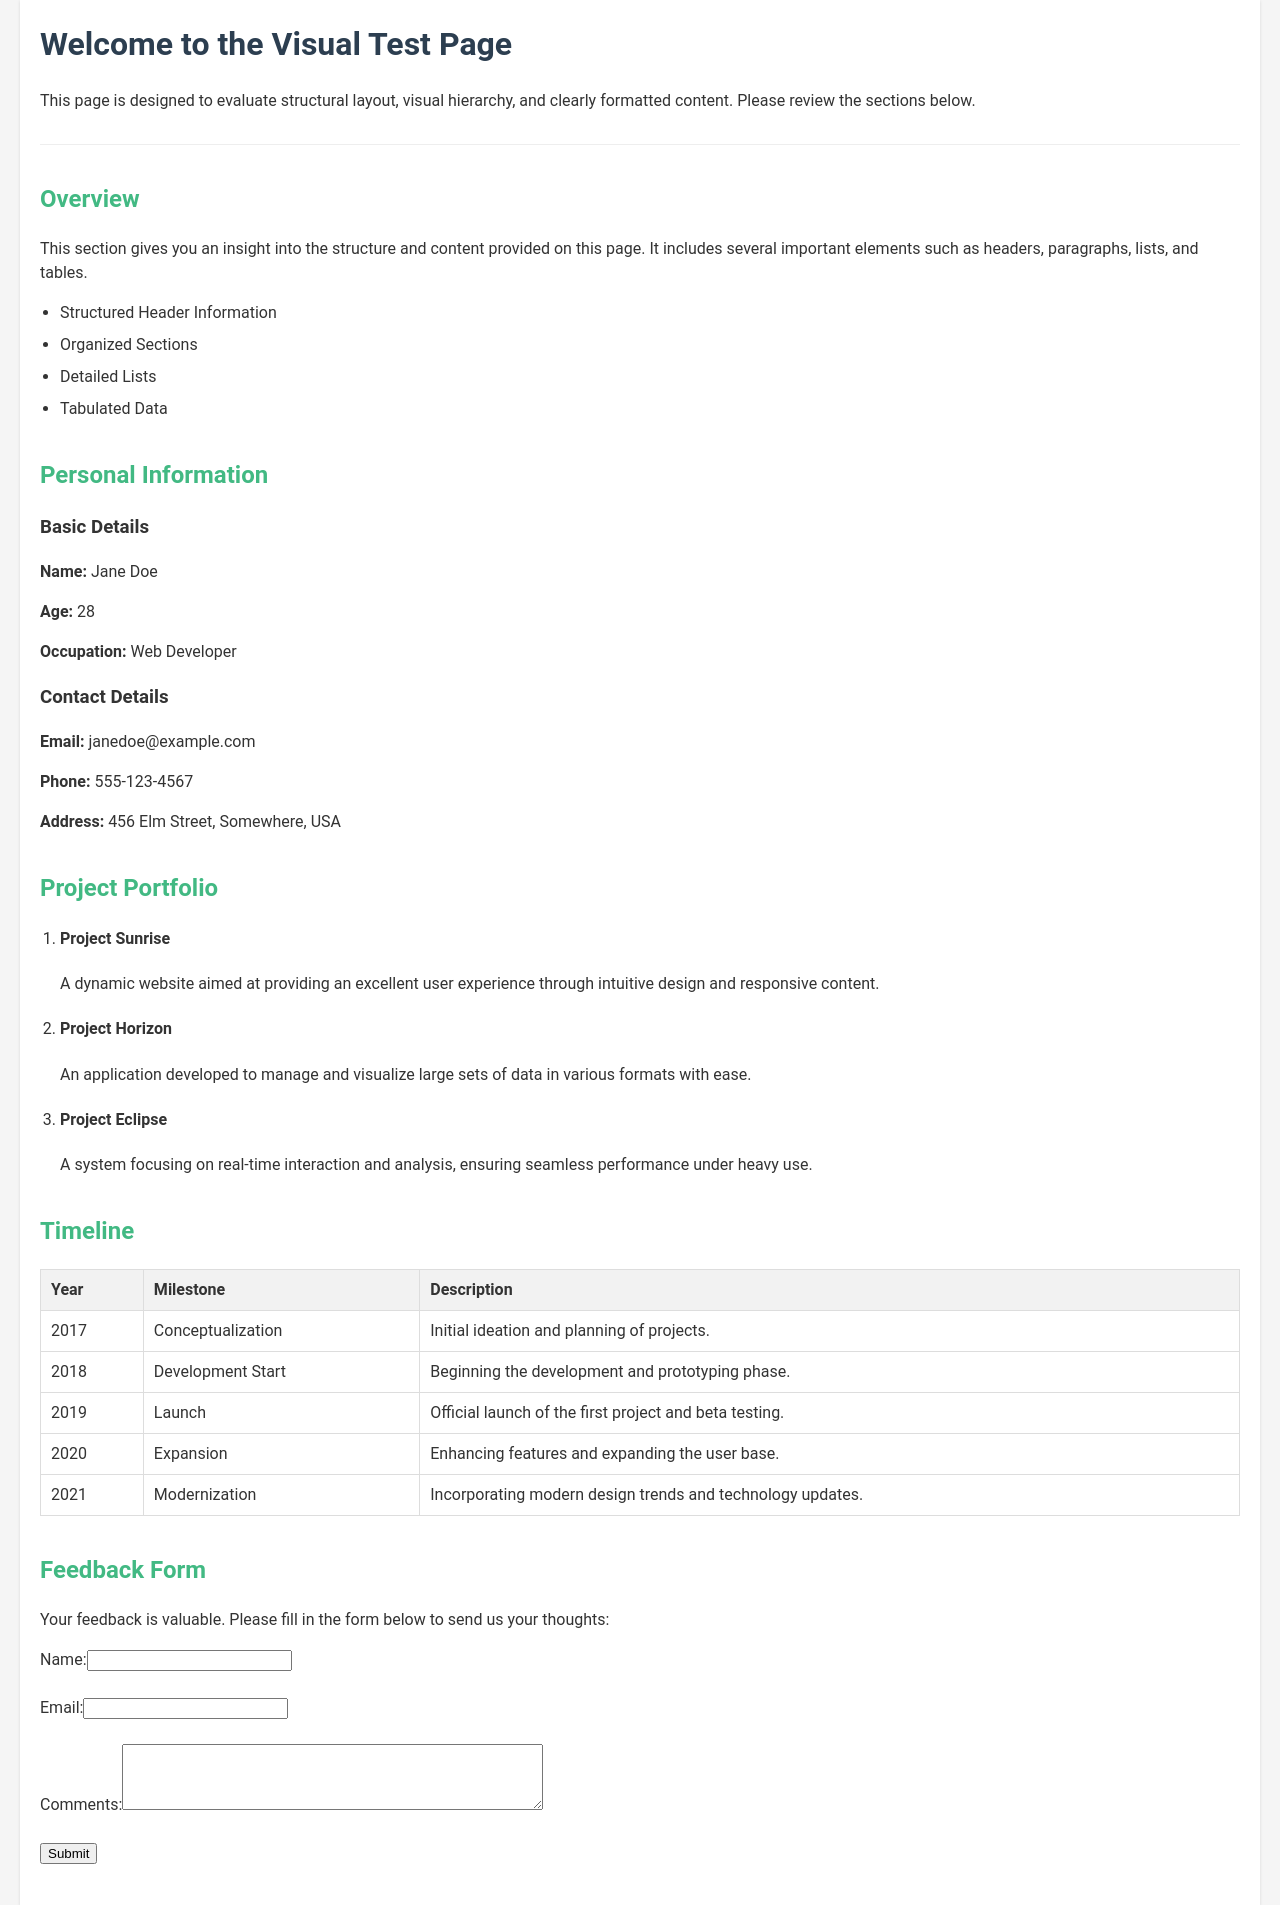 Welcome to the Visual Test Page
This page is designed to evaluate structural layout, visual hierarchy, and clearly formatted content. Please review the sections below.
Overview
This section gives you an insight into the structure and content provided on this page. It includes several important elements such as headers, paragraphs, lists, and
tables.
• Structured Header Information
• Organized Sections
• Detailed Lists
• Tabulated Data
Personal Information
Basic Details
Name: Jane Doe
Age: 28
Occupation: Web Developer
Contact Details
Email: janedoe@example.com
Phone: 555-123-4567
Address: 456 Elm Street, Somewhere, USA
Project Portfolio
1. Project Sunrise
A dynamic website aimed at providing an excellent user experience through intuitive design and responsive content.
2. Project Horizon
An application developed to manage and visualize large sets of data in various formats with ease.
3. Project Eclipse
A system focusing on real-time interaction and analysis, ensuring seamless performance under heavy use.
Timeline
Year Milestone Description
2017 Conceptualization Initial ideation and planning of projects.
2018 Development Start Beginning the development and prototyping phase.
2019 Launch Official launch of the first project and beta testing.
2020 Expansion Enhancing features and expanding the user base.
2021 Modernization Incorporating modern design trends and technology updates.
Feedback Form
Your feedback is valuable. Please fill in the form below to send us your thoughts:
Name:
Email:
Comments:
Submit